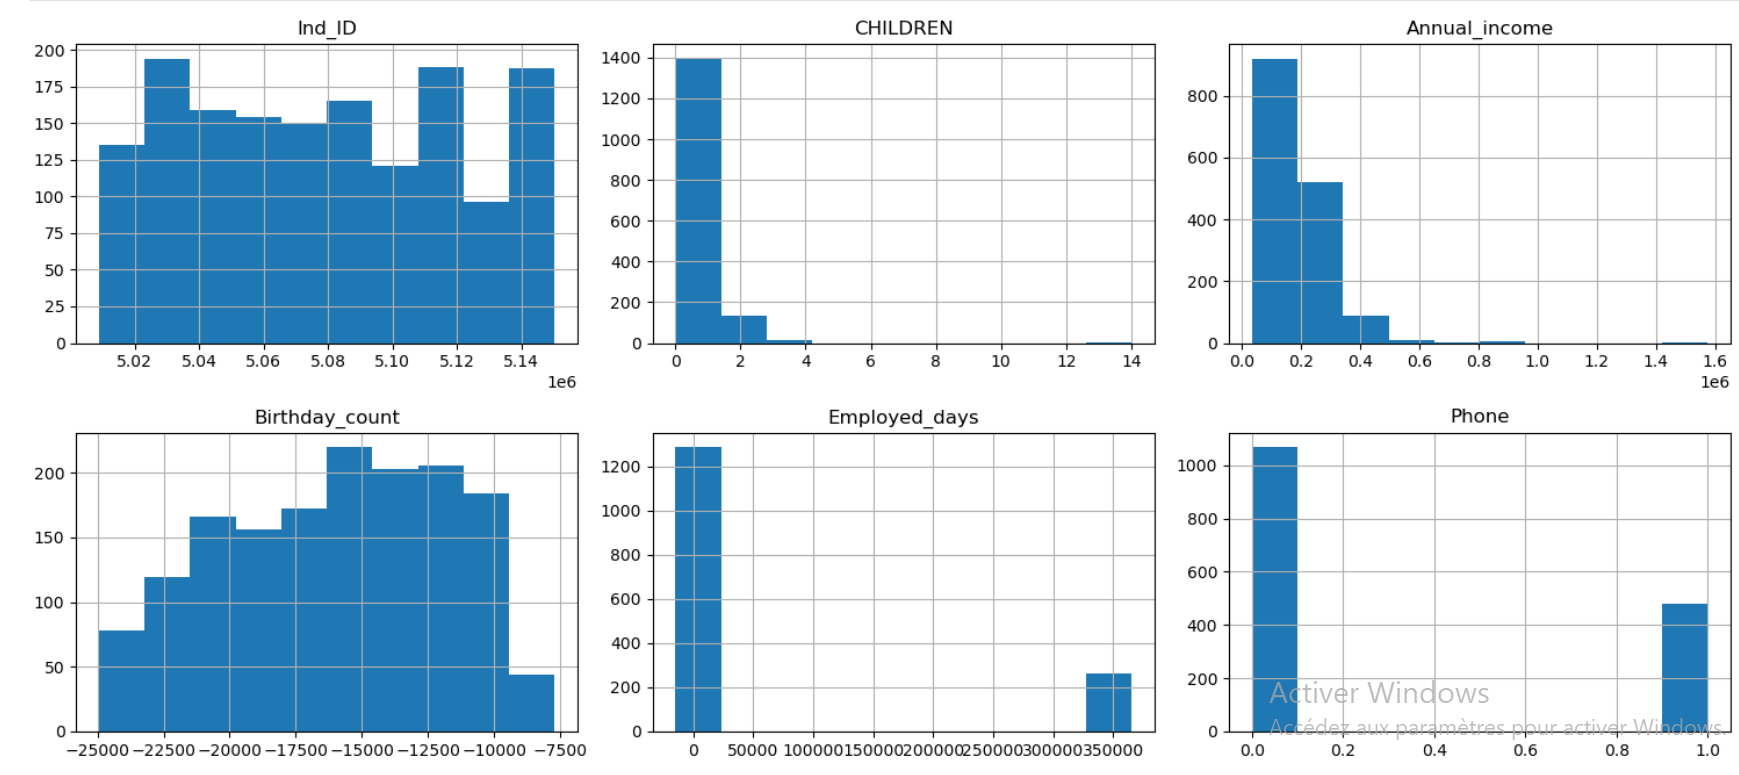 Ind_ID
200
175
150
125
100
75
50
25
0
5.02 5.04 5.06 5.08 5.10 5.12 5.14
1e6
CHILDREN
1400
1200
1000
800
600
400
200
0
0 2 4 6 8 10 12 14
Annual_income
800
600
400
200
0
0.0 0.2 0.4 0.6 0.8 1.0 1.2 1.4 1.6
1e6
Birthday_count
200
150
100
50
0
−25000 −22500 −20000 −17500 −15000 −12500 −10000 −7500
Employed_days
1200
1000
800
600
400
200
0
0 50000 100000 150000 200000 250000 300000 350000
Phone
1000
800
600
400
200
0
0.0 0.2 0.4 0.6 0.8 1.0
Activer Windows
Accédez aux paramètres pour activer Windows.